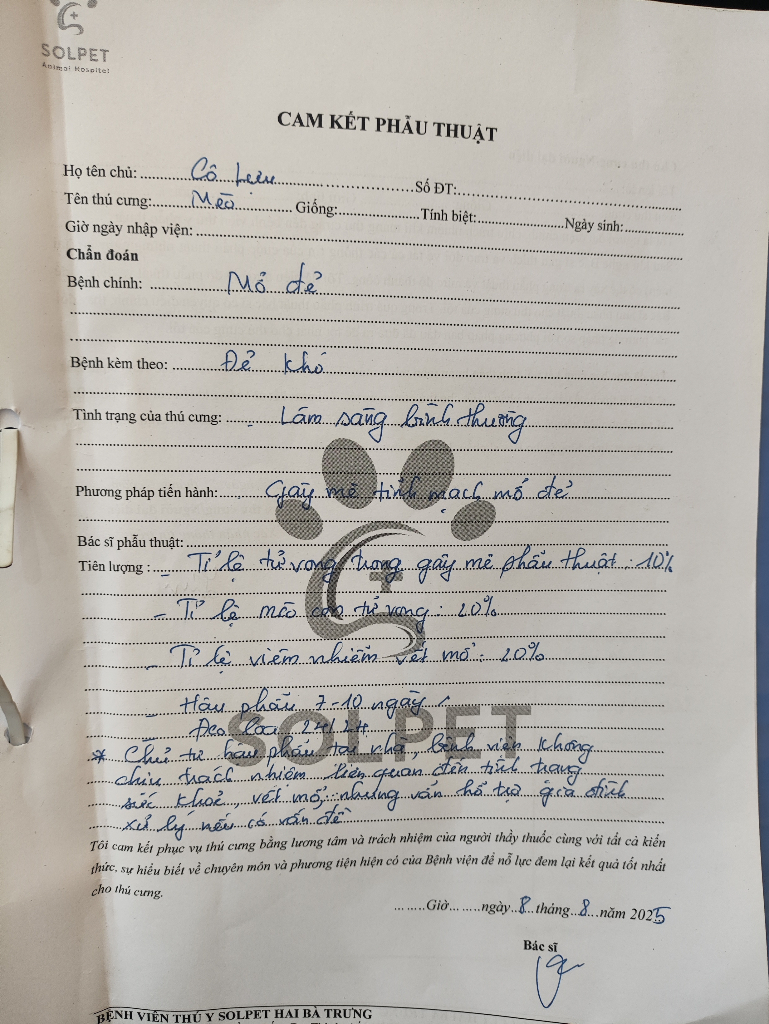 SOLPET
Animal Hospital
CAM KẾT PHẪU THUẬT
Họ tên chủ: Cô Lưu Số ĐT:
Tên thú cưng: Mèo Giống: Tính biệt: Ngày sinh:
Giờ ngày nhập viện:
Chẩn đoán
Bệnh chính: Mổ đẻ
Bệnh kèm theo: Đẻ khó
Tình trạng của thú cưng: Lâm sàng bình thường
Phương pháp tiến hành: Gây mê tĩnh mạch mổ đẻ
Bác sĩ phẫu thuật:
Tiên lượng : - Tỉ lệ tử vong trong gây mê phẫu thuật : 10%
- Tỉ lệ mèo con tử vong : 20%
- Tỉ lệ viêm nhiễm vết mổ : 20%
- Hậu phẫu 7-10 ngày
Đeo loa 24/24
SOLPET
* Chủ tự hậu phẫu tại nhà, bệnh viện không
chịu trách nhiệm liên quan đến tình trạng
sức khoẻ, vết mổ, nhưng vẫn hỗ trợ gia đình
xử lý nếu có vấn đề
Tôi cam kết phục vụ thú cưng bằng lương tâm và trách nhiệm của người thầy thuốc cùng với tất cả kiến
thức, sự hiểu biết về chuyên môn và phương tiện hiện có của Bệnh viện để nỗ lực đem lại kết quả tốt nhất
cho thú cưng.
Giờ ngày 8 tháng 8 năm 2025
Bác sĩ
BỆNH VIỆN THÚ Y SOLPET HAI BÀ TRƯNG